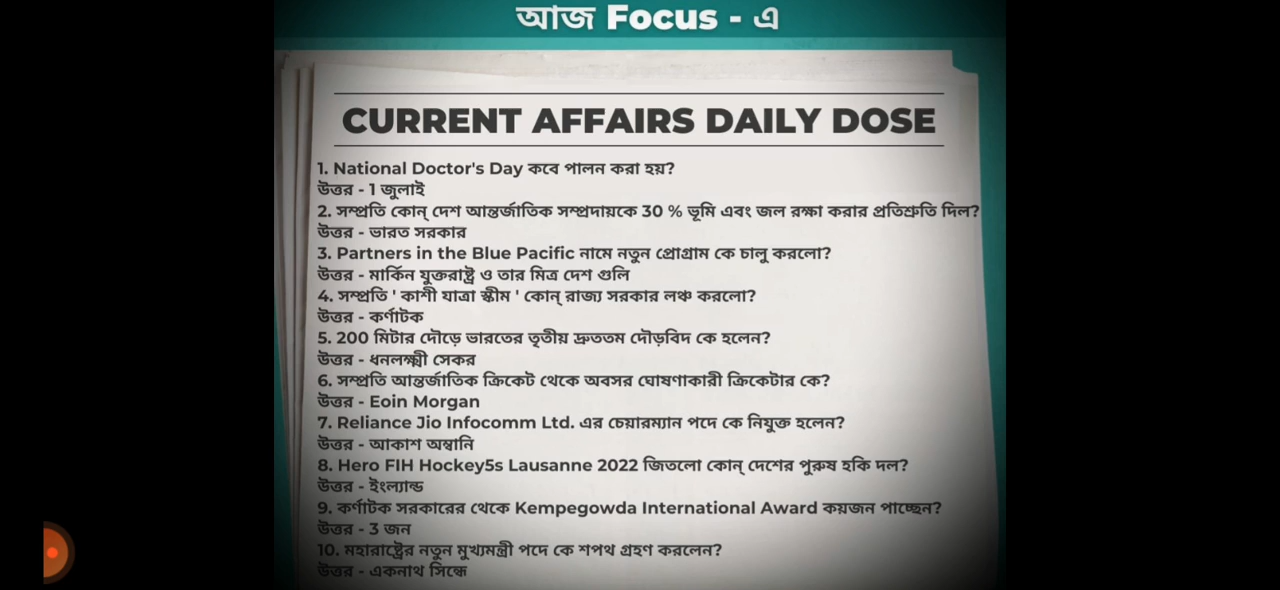 আজ Focus - এ
CURRENT AFFAIRS DAILY DOSE
1. National Doctor's Day কবে পালন করা হয়?
উত্তর - 1 জুলাই
2. সম্প্রতি কোন্ দেশ আন্তর্জাতিক সম্প্রদায়কে 30 % ভূমি এবং জল রক্ষা করার প্রতিশ্রুতি দিল?
উত্তর - ভারত সরকার
3. Partners in the Blue Pacific নামে নতুন প্রোগ্রাম কে চালু করলো?
উত্তর - মার্কিন যুক্তরাষ্ট্র ও তার মিত্র দেশ গুলি
4. সম্প্রতি ' কাশী যাত্রা স্কীম ' কোন্ রাজ্য সরকার লঞ্চ করলো?
উত্তর - কর্ণাটক
5. 200 মিটার দৌড়ে ভারতের তৃতীয় দ্রুততম দৌড়বিদ কে হলেন?
উত্তর - ধনলক্ষ্মী সেকর
6. সম্প্রতি আন্তর্জাতিক ক্রিকেট থেকে অবসর ঘোষণাকারী ক্রিকেটার কে?
উত্তর - Eoin Morgan
7. Reliance Jio Infocomm Ltd. এর চেয়ারম্যান পদে কে নিযুক্ত হলেন?
উত্তর - আকাশ অম্বানি
8. Hero FIH Hockey5s Lausanne 2022 জিতলো কোন্ দেশের পুরুষ হকি দল?
উত্তর - ইংল্যান্ড
9. কর্ণাটক সরকারের থেকে Kempegowda International Award কয়জন পাচ্ছেন?
উত্তর - 3 জন
10. মহারাষ্ট্রের নতুন মুখ্যমন্ত্রী পদে কে শপথ গ্রহণ করলেন?
উত্তর - একনাথ সিন্ধে